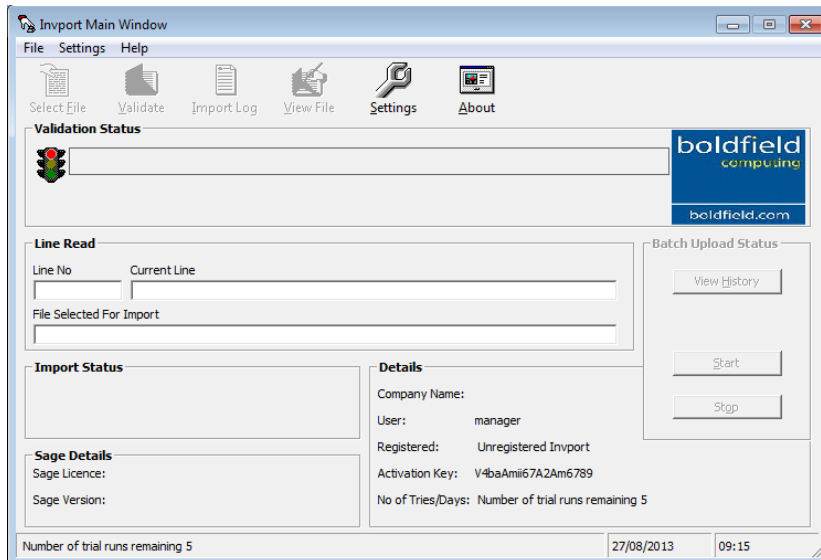 Invport Main Window
File Settings Help
Select File Validate Import Log View File Settings About
Validation Status
boldfield
computing
boldfield.com
Line Read
Line No Current Line
File Selected For Import
Batch Upload Status
View History
Start
Stop
Import Status
Sage Details
Sage Licence:
Sage Version:
Details
Company Name:
User: manager
Registered: Unregistered Invport
Activation Key: V4baAmii67A2Am6789
No of Tries/Days: Number of trial runs remaining 5
Number of trial runs remaining 5 27/08/2013 09:15